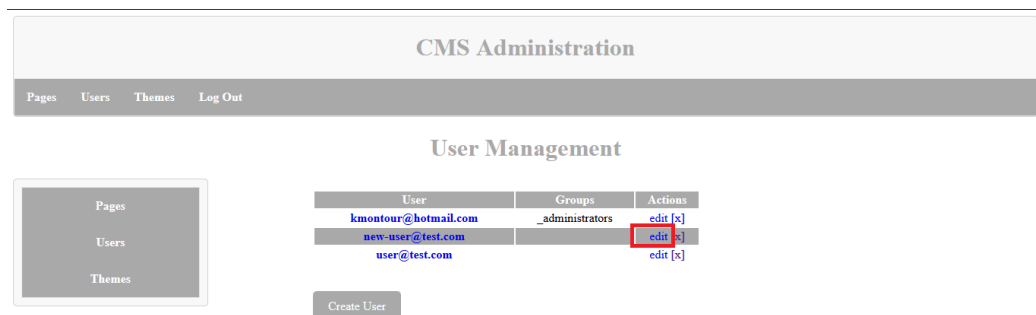 CMS Administration
Pages Users Themes Log Out
User Management
Pages
Users
Themes
User Groups Actions
kmontour@hotmail.com _administrators edit [x]
new-user@test.com edit [x]
user@test.com edit [x]
Create User